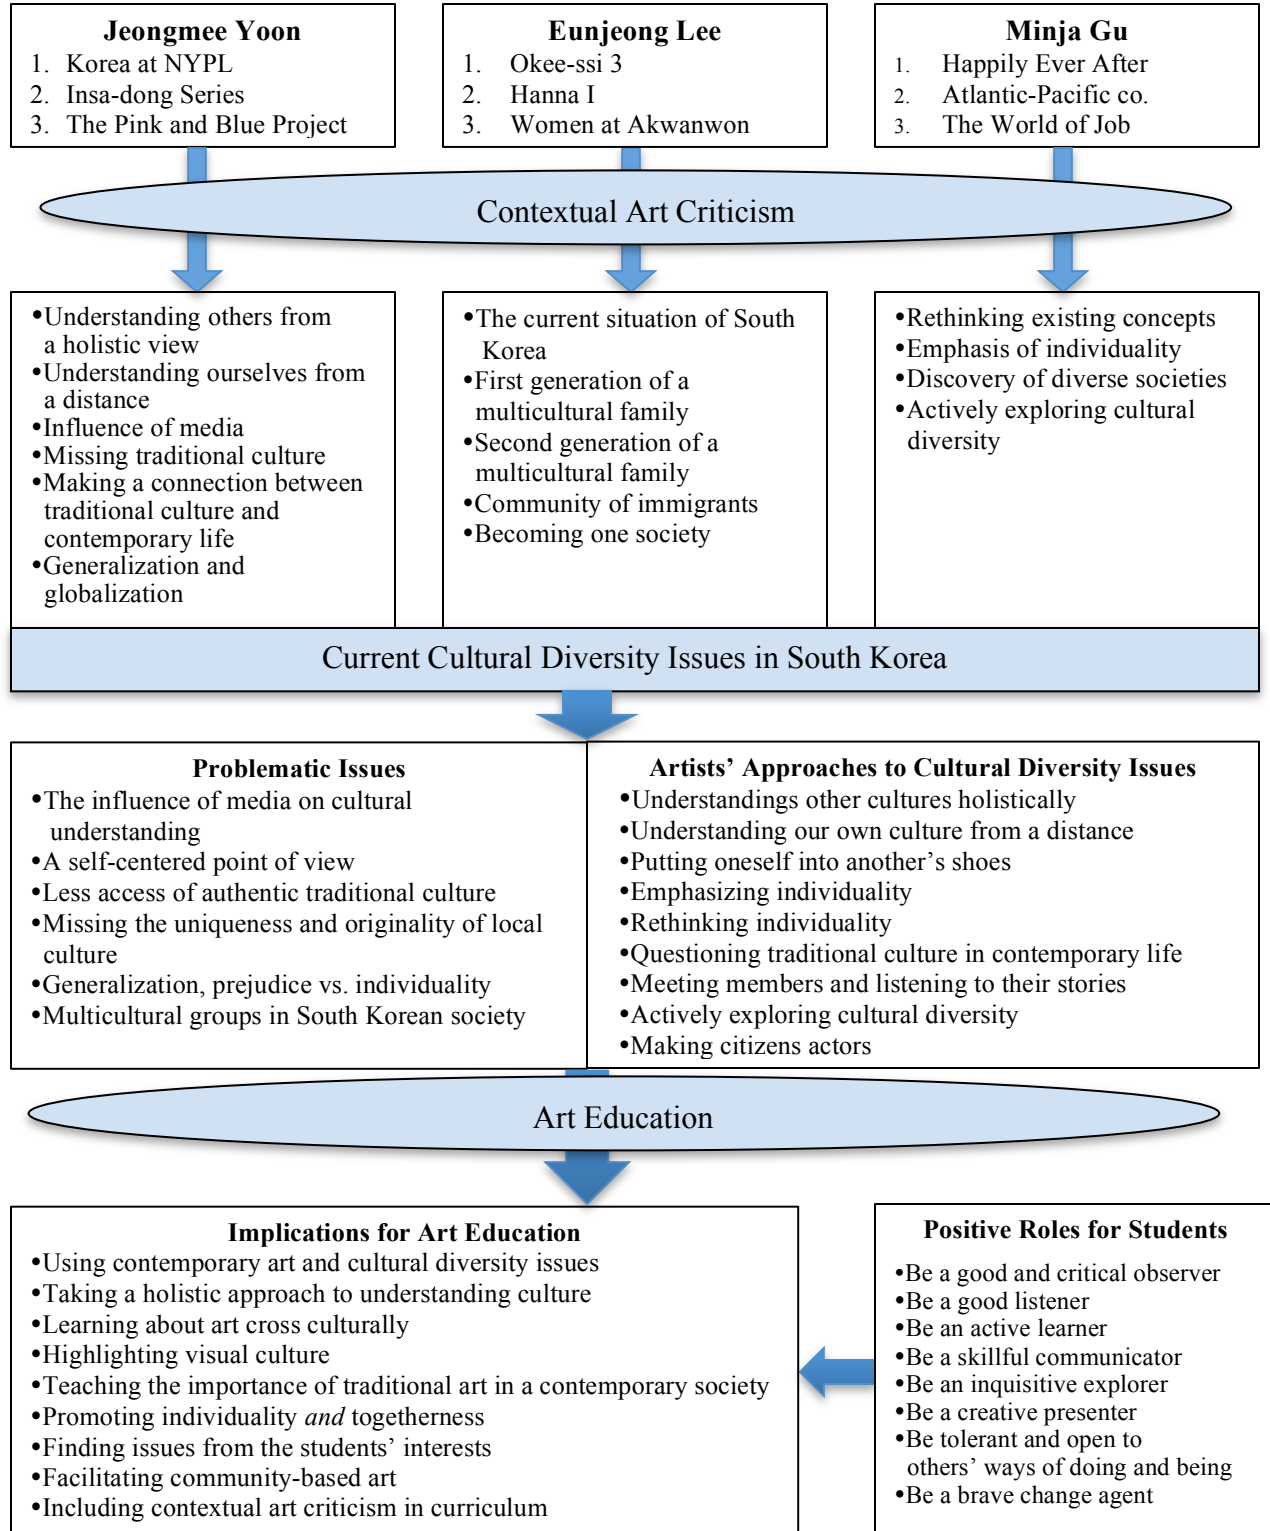 Jeongmee Yoon
1. Korea at NYPL
2. Insa-dong Series
3. The Pink and Blue Project
Eunjeong Lee
1. Okee-ssi 3
2. Hanna I
3. Women at Akwanwon
Minja Gu
1. Happily Ever After
2. Atlantic-Pacific co.
3. The World of Job
Contextual Art Criticism
•Understanding others from
a holistic view
•Understanding ourselves from
a distance
•Influence of media
•Missing traditional culture
•Making a connection between
traditional culture and
contemporary life
•Generalization and
globalization
•The current situation of South
Korea
•First generation of a
multicultural family
•Second generation of a
multicultural family
•Community of immigrants
•Becoming one society
•Rethinking existing concepts
•Emphasis of individuality
•Discovery of diverse societies
•Actively exploring cultural
diversity
Current Cultural Diversity Issues in South Korea
Problematic Issues
•The influence of media on cultural
understanding
•A self-centered point of view
•Less access of authentic traditional culture
•Missing the uniqueness and originality of local
culture
•Generalization, prejudice vs. individuality
•Multicultural groups in South Korean society
Artists’ Approaches to Cultural Diversity Issues
•Understandings other cultures holistically
•Understanding our own culture from a distance
•Putting oneself into another’s shoes
•Emphasizing individuality
•Rethinking individuality
•Questioning traditional culture in contemporary life
•Meeting members and listening to their stories
•Actively exploring cultural diversity
•Making citizens actors
Art Education
Implications for Art Education
•Using contemporary art and cultural diversity issues
•Taking a holistic approach to understanding culture
•Learning about art cross culturally
•Highlighting visual culture
•Teaching the importance of traditional art in a contemporary society
•Promoting individuality and togetherness
•Finding issues from the students’ interests
•Facilitating community-based art
•Including contextual art criticism in curriculum
Positive Roles for Students
•Be a good and critical observer
•Be a good listener
•Be an active learner
•Be a skillful communicator
•Be an inquisitive explorer
•Be a creative presenter
•Be tolerant and open to
others’ ways of doing and being
•Be a brave change agent